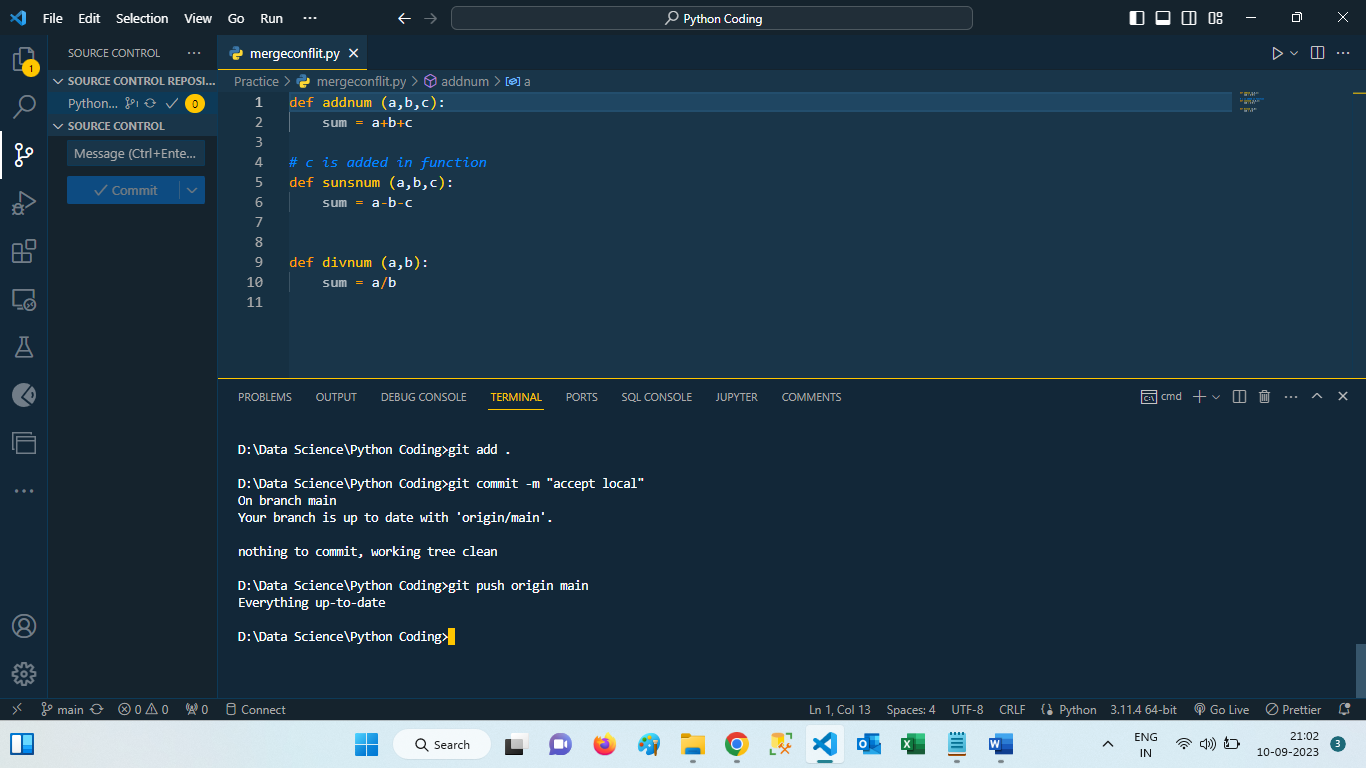 File Edit Selection View Go Run ··· Python Coding
SOURCE CONTROL ···
1
SOURCE CONTROL REPOSI...
Python... 0
SOURCE CONTROL
Message (Ctrl+Ente...
Commit
mergeconflit.py
Practice > mergeconflit.py > addnum > a
1 def addnum (a,b,c):
2 sum = a+b+c
3
4 # c is added in function
5 def sunsnum (a,b,c):
6 sum = a-b-c
7
8
9 def divnum (a,b):
10 sum = a/b
11
PROBLEMS OUTPUT DEBUG CONSOLE TERMINAL PORTS SQL CONSOLE JUPYTER COMMENTS cmd
D:\Data Science\Python Coding>git add .
D:\Data Science\Python Coding>git commit -m "accept local"
On branch main
Your branch is up to date with 'origin/main'.
nothing to commit, working tree clean
D:\Data Science\Python Coding>git push origin main
Everything up-to-date
D:\Data Science\Python Coding>
main 0 0 0 Connect Ln 1, Col 13 Spaces: 4 UTF-8 CRLF Python 3.11.4 64-bit Go Live Prettier
Search
ENG
IN
21:02
10-09-2023
3